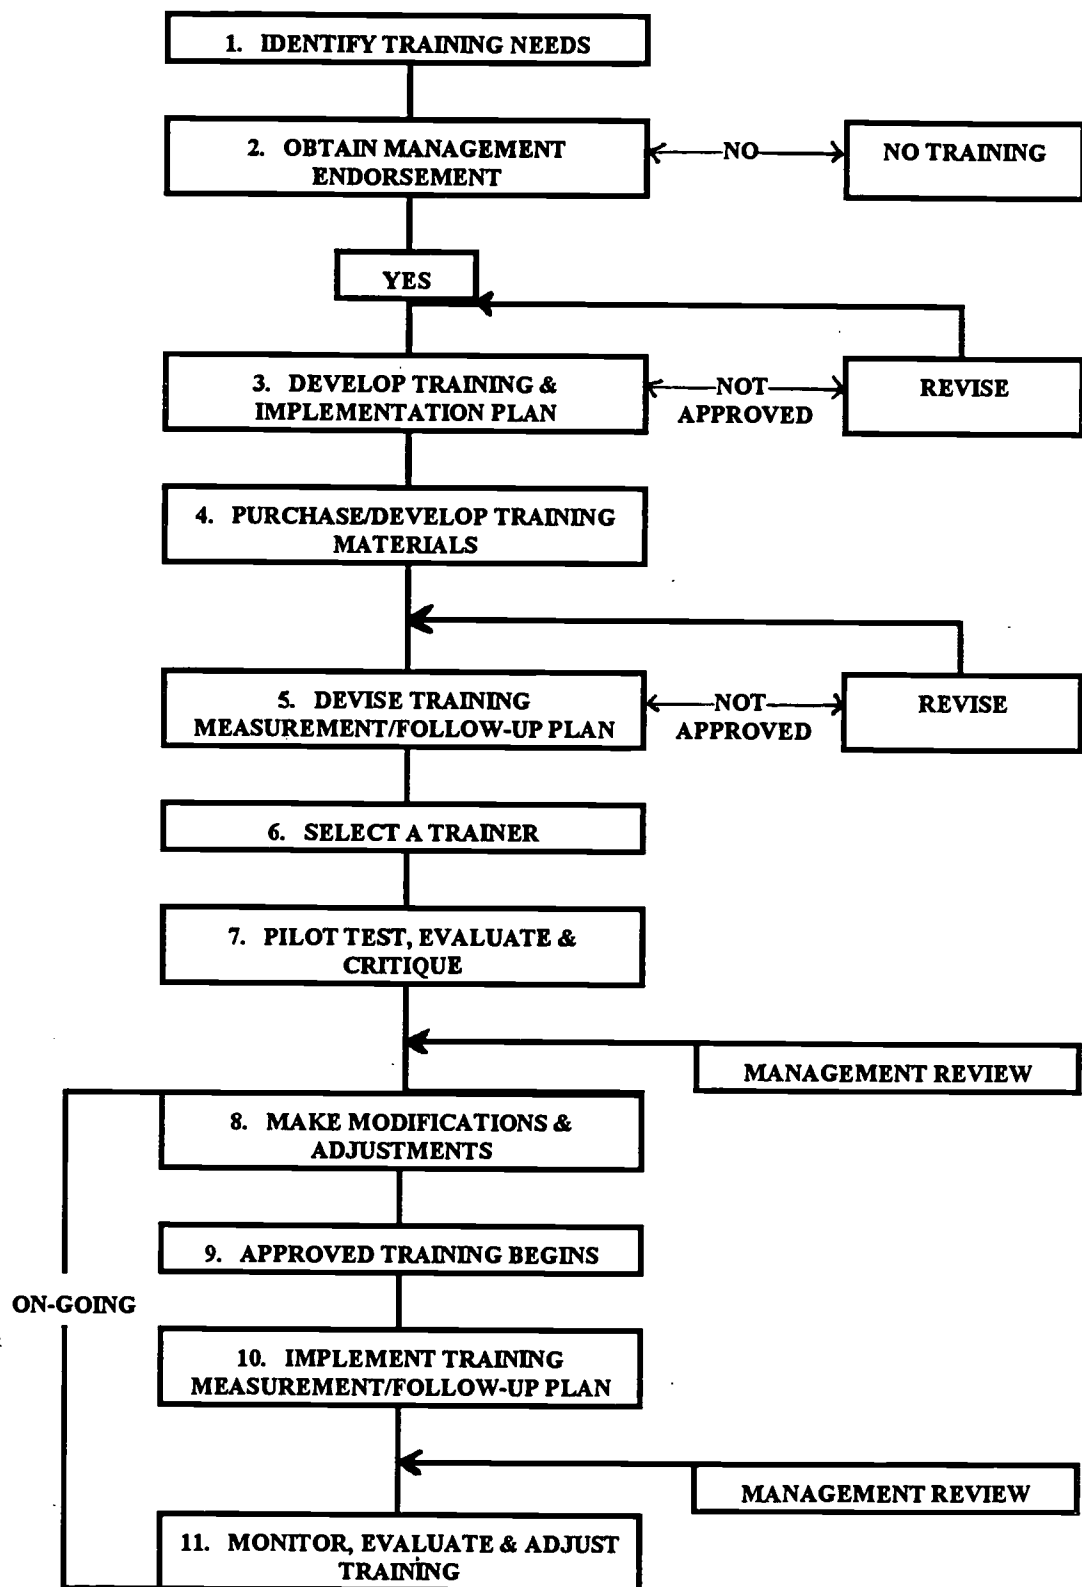 1. IDENTIFY TRAINING NEEDS
2. OBTAIN MANAGEMENT
ENDORSEMENT
NO
NO TRAINING
YES
3. DEVELOP TRAINING &
IMPLEMENTATION PLAN
NOT
APPROVED
REVISE
4. PURCHASE/DEVELOP TRAINING
MATERIALS
5. DEVISE TRAINING
MEASUREMENT/FOLLOW-UP PLAN
NOT
APPROVED
REVISE
6. SELECT A TRAINER
7. PILOT TEST, EVALUATE &
CRITIQUE
MANAGEMENT REVIEW
8. MAKE MODIFICATIONS &
ADJUSTMENTS
9. APPROVED TRAINING BEGINS
ON-GOING
10. IMPLEMENT TRAINING
MEASUREMENT/FOLLOW-UP PLAN
MANAGEMENT REVIEW
11. MONITOR, EVALUATE & ADJUST
TRAINING